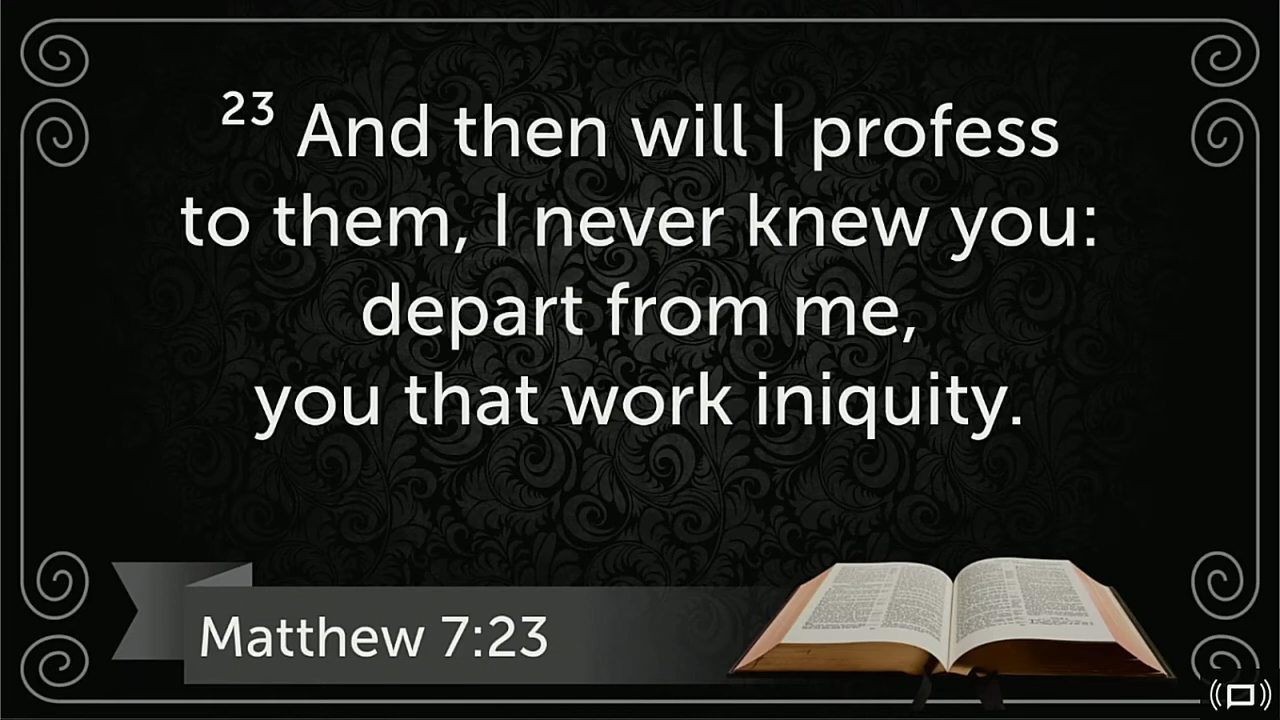 23 And then will I profess
to them, I never knew you:
depart from me,
you that work iniquity.
Matthew 7:23